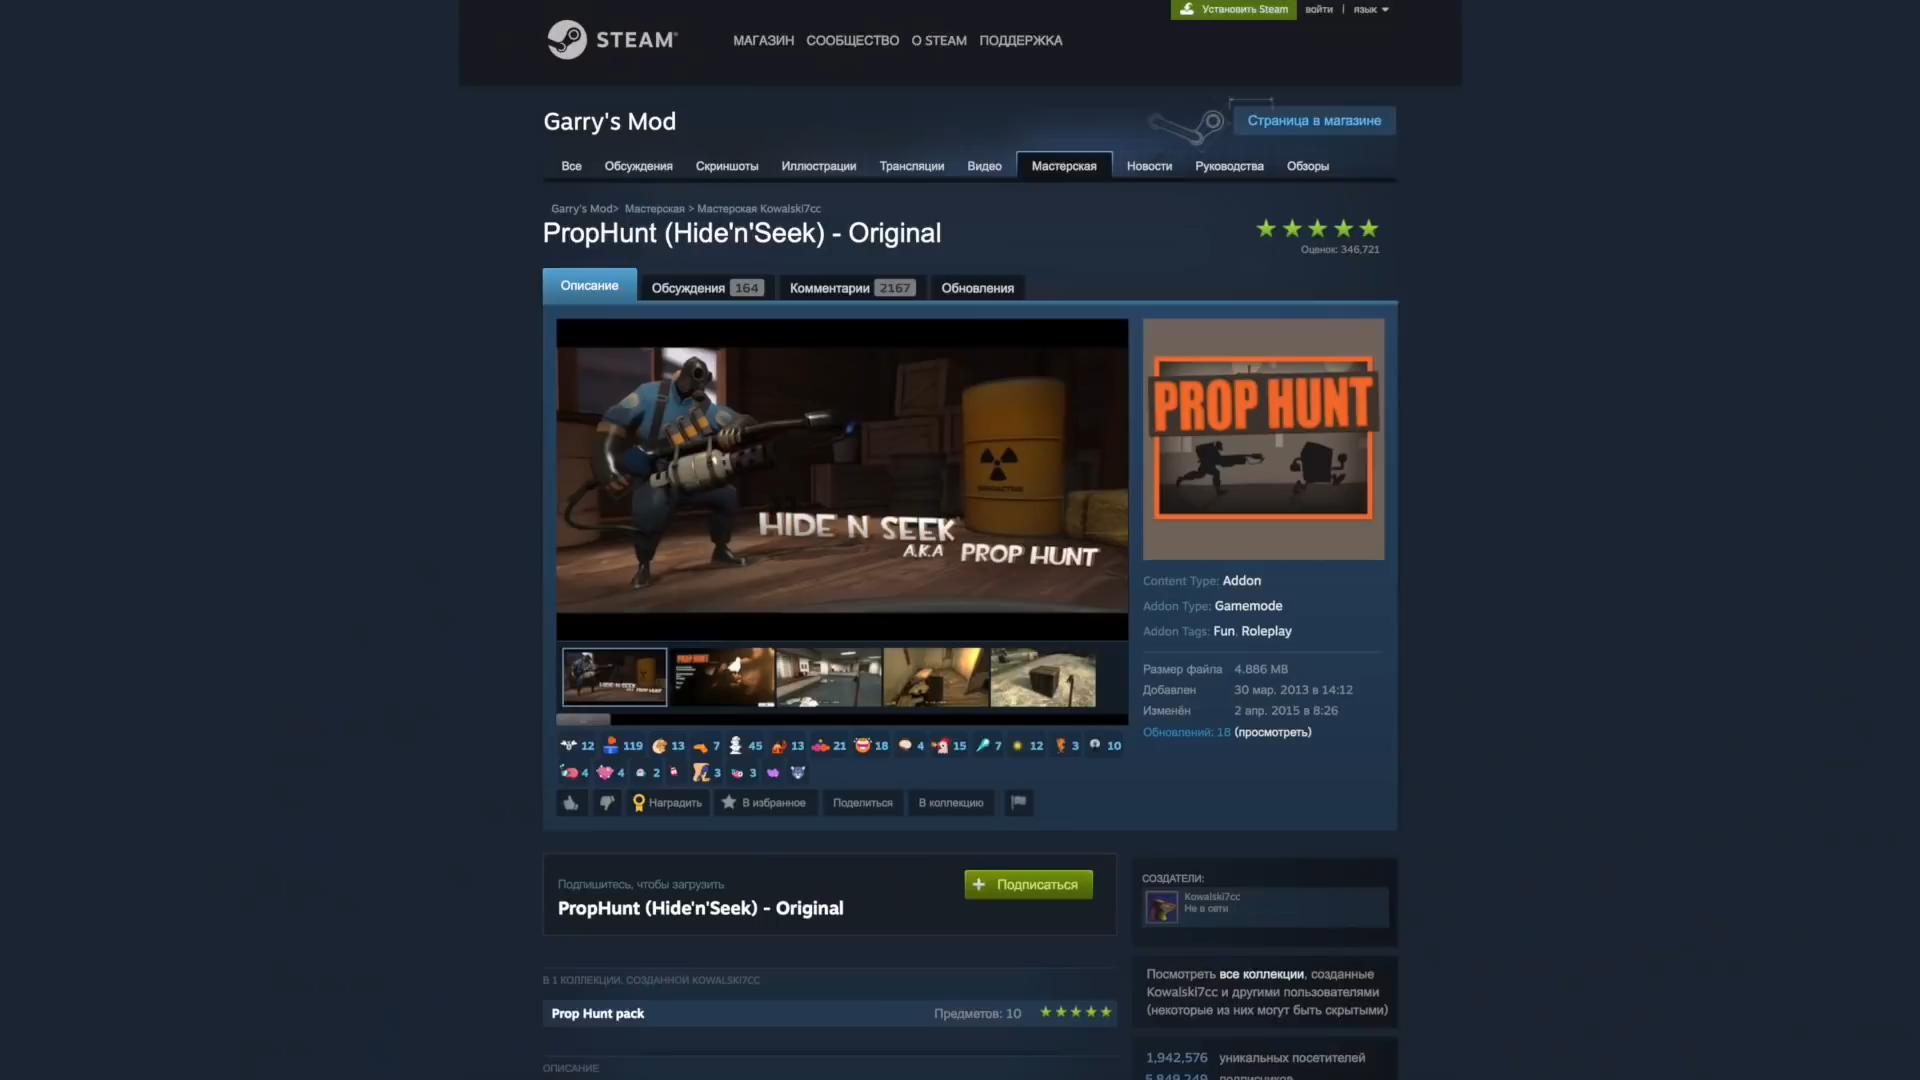 Установить Steam войти | язык
STEAM
МАГАЗИН СООБЩЕСТВО О STEAM ПОДДЕРЖКА
Garry's Mod
Страница в магазине
Все Обсуждения Скриншоты Иллюстрации Трансляции Видео Мастерская Новости Руководства Обзоры
Garry's Mod> Мастерская > Мастерская Kowalski7cc
PropHunt (Hide'n'Seek) - Original
Оценок: 346,721
Описание Обсуждения 164 Комментарии 2167 Обновления
HIDE N SEEK
A.K.A PROP HUNT
PROP HUNT
Content Type: Addon
Addon Type: Gamemode
Addon Tags: Fun, Roleplay
Размер файла 4.886 MB
Добавлен 30 мар. 2013 в 14:12
Изменён 2 апр. 2015 в 8:26
Обновлений: 18 (просмотреть)
12 119 13 7 45 13 21 18 4 15 7 12 3 10
4 4 2 3 3
Наградить В избранное Поделиться В коллекцию
Подпишитесь, чтобы загрузить
PropHunt (Hide'n'Seek) - Original
Подписаться
СОЗДАТЕЛИ:
Kowalski7cc
Не в сети
В 1 КОЛЛЕКЦИИ, СОЗДАННОЙ KOWALSKI7CC
Prop Hunt pack Предметов: 10
Посмотреть все коллекции, созданные
Kowalski7cc и другими пользователями
(некоторые из них могут быть скрытыми)
1,942,576 уникальных посетителей
5,849,249 подписчиков
ОПИСАНИЕ